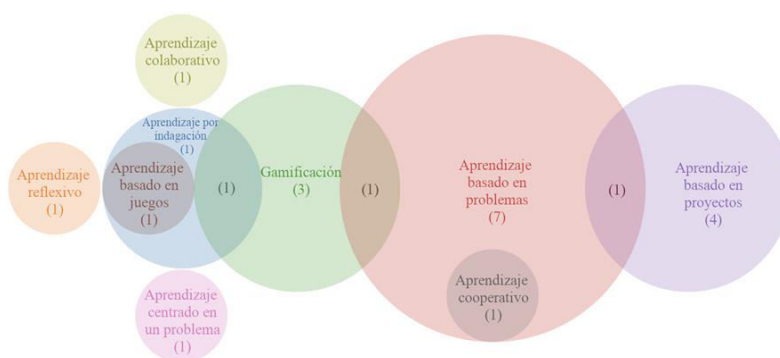 Aprendizaje
colaborativo
(1)
Aprendizaje por
indagación
(1)
Aprendizaje
reflexivo
(1)
Aprendizaje
basado en
juegos
(1)
(1)
Gamificación
(3)
(1)
Aprendizaje
basado en
problemas
(7)
(1)
Aprendizaje
basado en
proyectos
(4)
Aprendizaje
centrado en
un problema
(1)
Aprendizaje
cooperativo
(1)